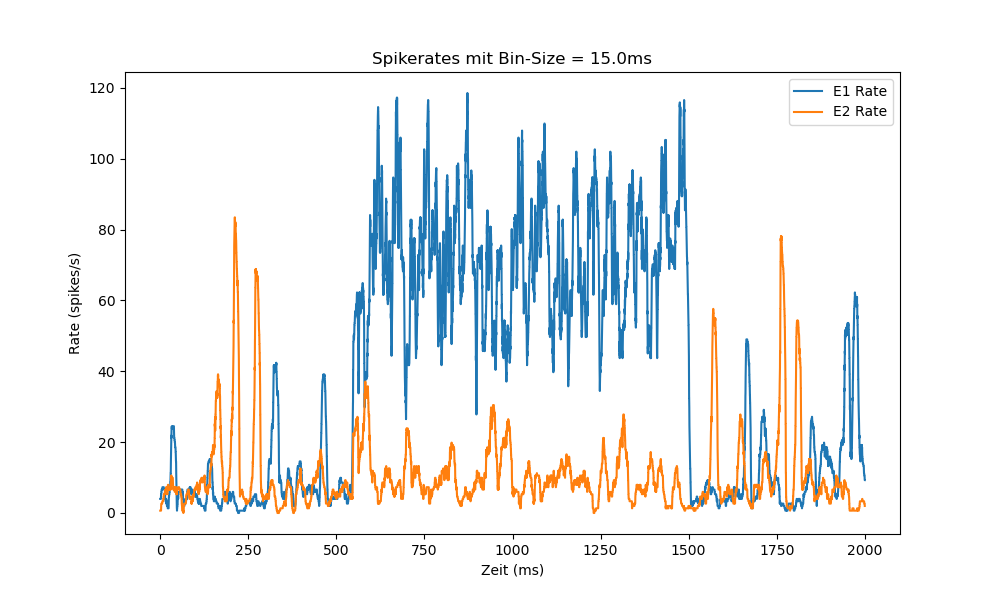 Spikerates mit Bin-Size = 15.0ms
E1 Rate
E2 Rate
Rate (spikes/s)
120
100
80
60
40
20
0
0 250 500 750 1000 1250 1500 1750 2000
Zeit (ms)